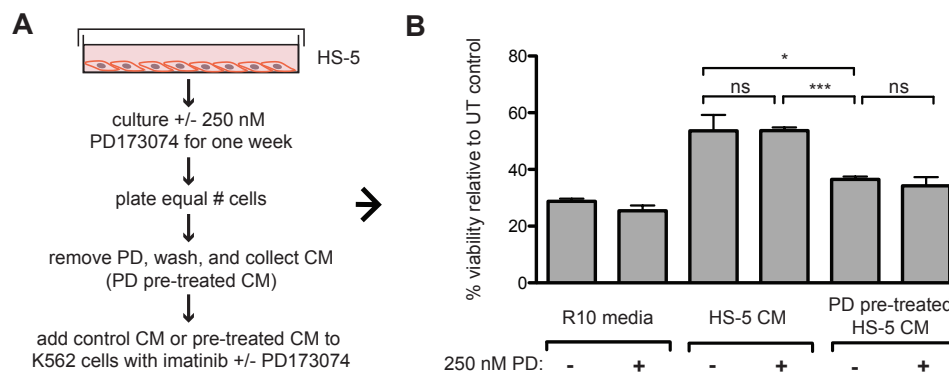 A
HS-5
culture +/- 250 nM
PD173074 for one week
plate equal # cells
remove PD, wash, and collect CM
(PD pre-treated CM)
add control CM or pre-treated CM to
K562 cells with imatinib +/- PD173074
B
% viability relative to UT control
80
60
40
20
0
*
ns
***
ns
R10 media
HS-5 CM
PD pre-treated
HS-5 CM
250 nM PD: - + - + - +